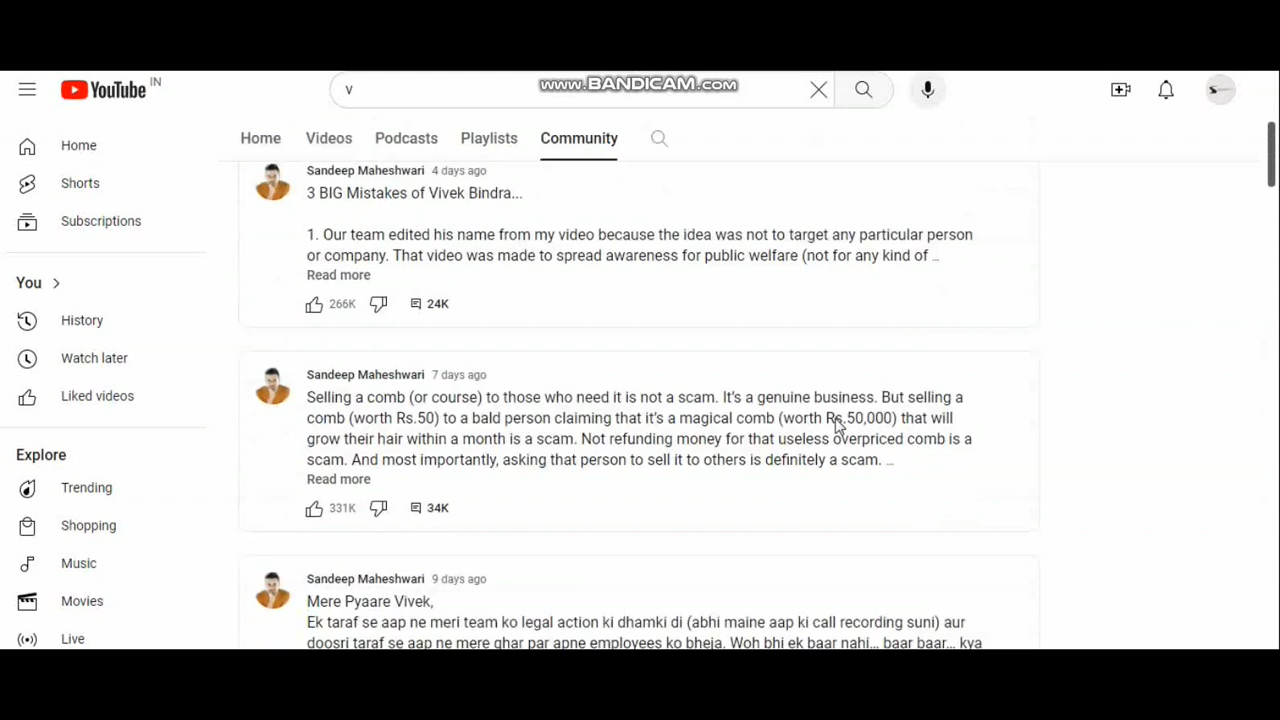 www.BANDICAM.com
YouTube IN
v
Home
Videos
Podcasts
Playlists
Community
Home
Shorts
Subscriptions
You
History
Watch later
Liked videos
Explore
Trending
Shopping
Music
Movies
Live
Sandeep Maheshwari 4 days ago
3 BIG Mistakes of Vivek Bindra...
1. Our team edited his name from my video because the idea was not to target any particular person
or company. That video was made to spread awareness for public welfare (not for any kind of ...
Read more
266K
24K
Sandeep Maheshwari 7 days ago
Selling a comb (or course) to those who need it is not a scam. It's a genuine business. But selling a
comb (worth Rs.50) to a bald person claiming that it's a magical comb (worth Rs.50,000) that will
grow their hair within a month is a scam. Not refunding money for that useless overpriced comb is a
scam. And most importantly, asking that person to sell it to others is definitely a scam. ...
Read more
331K
34K
Sandeep Maheshwari 9 days ago
Mere Pyaare Vivek,
Ek taraf se aap ne meri team ko legal action ki dhamki di (abhi maine aap ki call recording suni) aur
doosri taraf se aap ne mere ghar par apne employees ko bheja. Woh bhi ek baar nahi... baar baar... kya